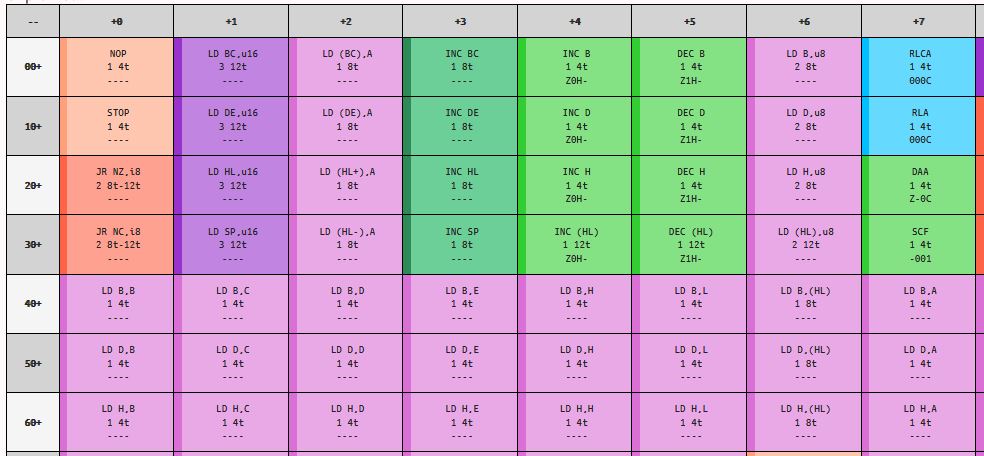 -- +0 +1 +2 +3 +4 +5 +6 +7
00+
NOP LD BC,u16 LD (BC),A INC BC INC B DEC B LD B,u8 RLCA
1 4t 3 12t 1 8t 1 8t 1 4t 1 4t 2 8t 1 4t
---- ---- ---- ---- Z0H- Z1H- ---- 000C
10+
STOP LD DE,u16 LD (DE),A INC DE INC D DEC D LD D,u8 RLA
1 4t 3 12t 1 8t 1 8t 1 4t 1 4t 2 8t 1 4t
---- ---- ---- ---- Z0H- Z1H- ---- 000C
20+
JR NZ,i8 LD HL,u16 LD (HL+),A INC HL INC H DEC H LD H,u8 DAA
2 8t-12t 3 12t 1 8t 1 8t 1 4t 1 4t 2 8t 1 4t
---- ---- ---- ---- Z0H- Z1H- ---- Z-0C
30+
JR NC,i8 LD SP,u16 LD (HL-),A INC SP INC (HL) DEC (HL) LD (HL),u8 SCF
2 8t-12t 3 12t 1 8t 1 8t 1 12t 1 12t 2 12t 1 4t
---- ---- ---- ---- Z0H- Z1H- ---- -001
40+
LD B,B LD B,C LD B,D LD B,E LD B,H LD B,L LD B,(HL) LD B,A
1 4t 1 4t 1 4t 1 4t 1 4t 1 4t 1 8t 1 4t
---- ---- ---- ---- ---- ---- ---- ----
50+
LD D,B LD D,C LD D,D LD D,E LD D,H LD D,L LD D,(HL) LD D,A
1 4t 1 4t 1 4t 1 4t 1 4t 1 4t 1 8t 1 4t
---- ---- ---- ---- ---- ---- ---- ----
60+
LD H,B LD H,C LD H,D LD H,E LD H,H LD H,L LD H,(HL) LD H,A
1 4t 1 4t 1 4t 1 4t 1 4t 1 4t 1 8t 1 4t
---- ---- ---- ---- ---- ---- ---- ----